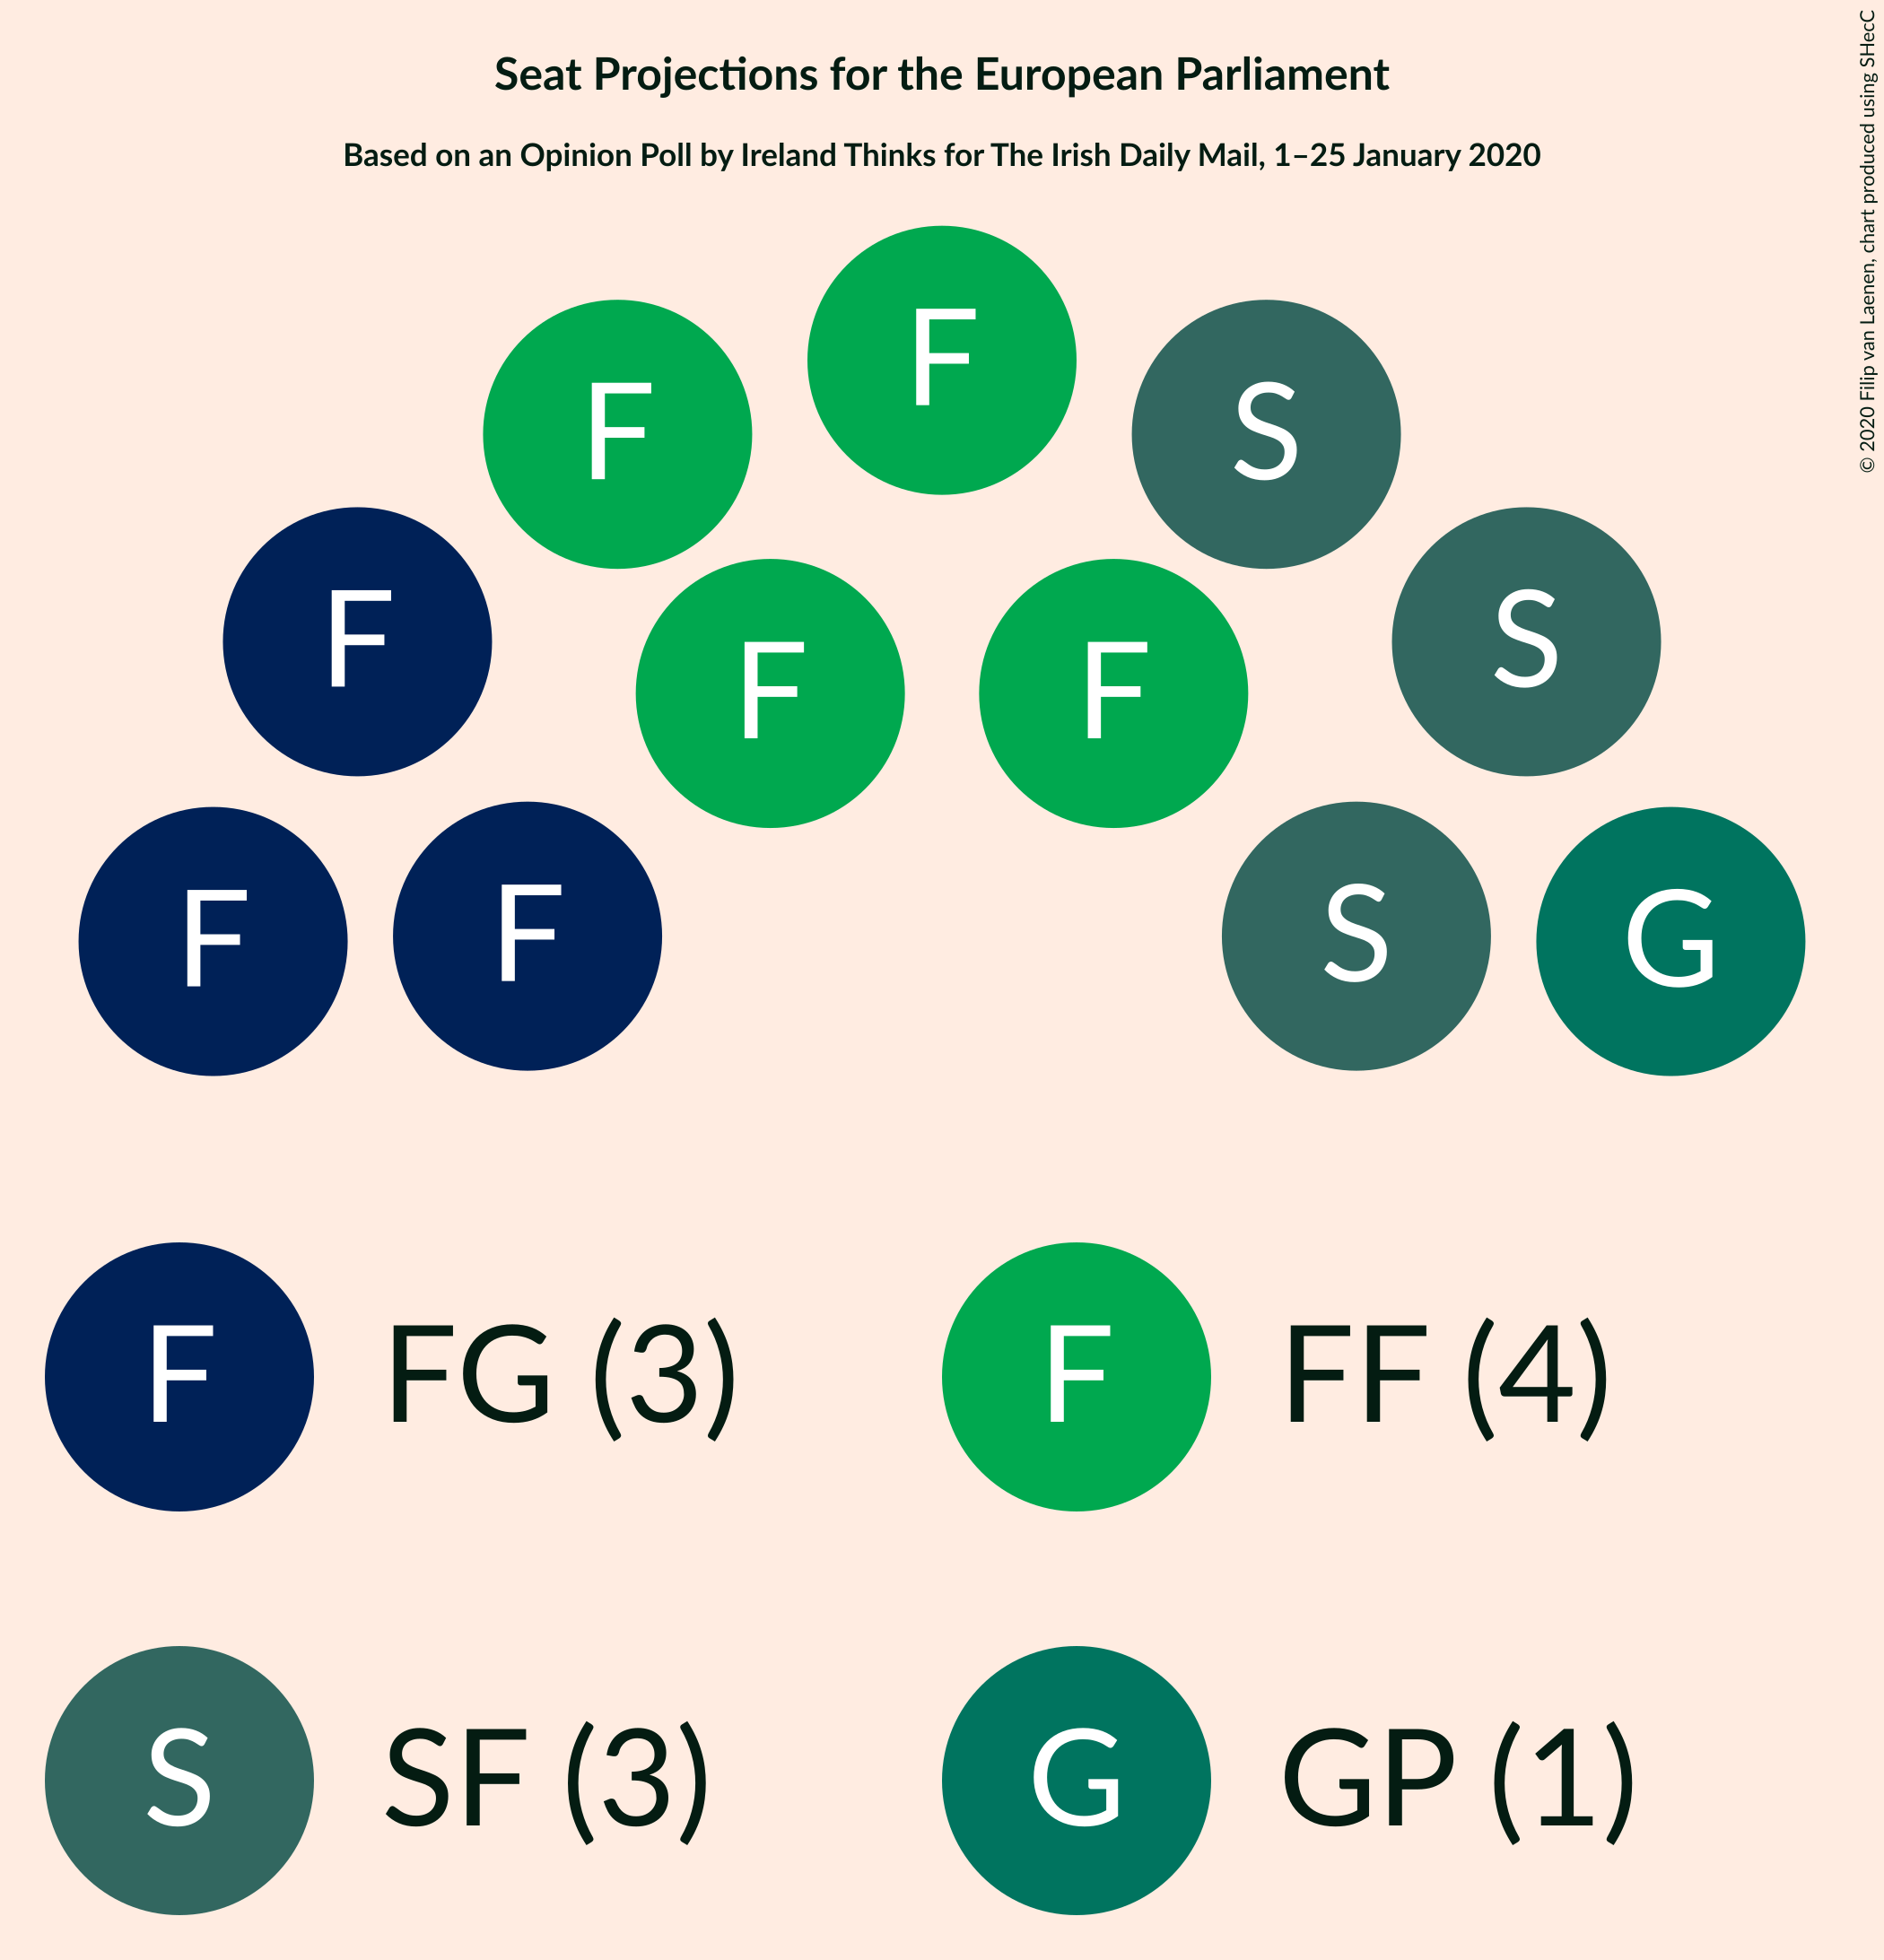 Seat Projections for the European Parliament
Based on an Opinion Poll by Ireland Thinks for The Irish Daily Mail, 1–25 January 2020
© 2020 Filip van Laenen, chart produced using SHecC
F
F
S
F
F
F
S
F
F
S
G
F FG (3)
F FF (4)
S SF (3)
G GP (1)